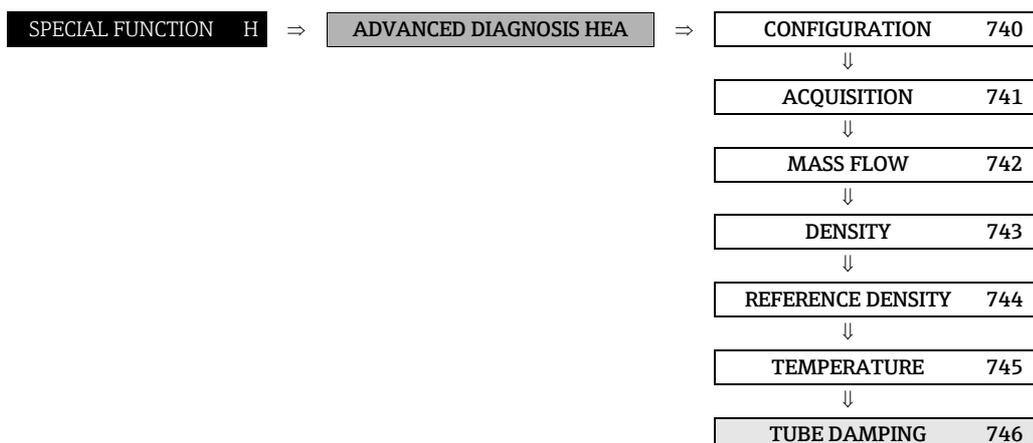 SPECIAL FUNCTION H ⇒ ADVANCED DIAGNOSIS HEA ⇒ CONFIGURATION 740
⇓
ACQUISITION 741
⇓
MASS FLOW 742
⇓
DENSITY 743
⇓
REFERENCE DENSITY 744
⇓
TEMPERATURE 745
⇓
TUBE DAMPING 746